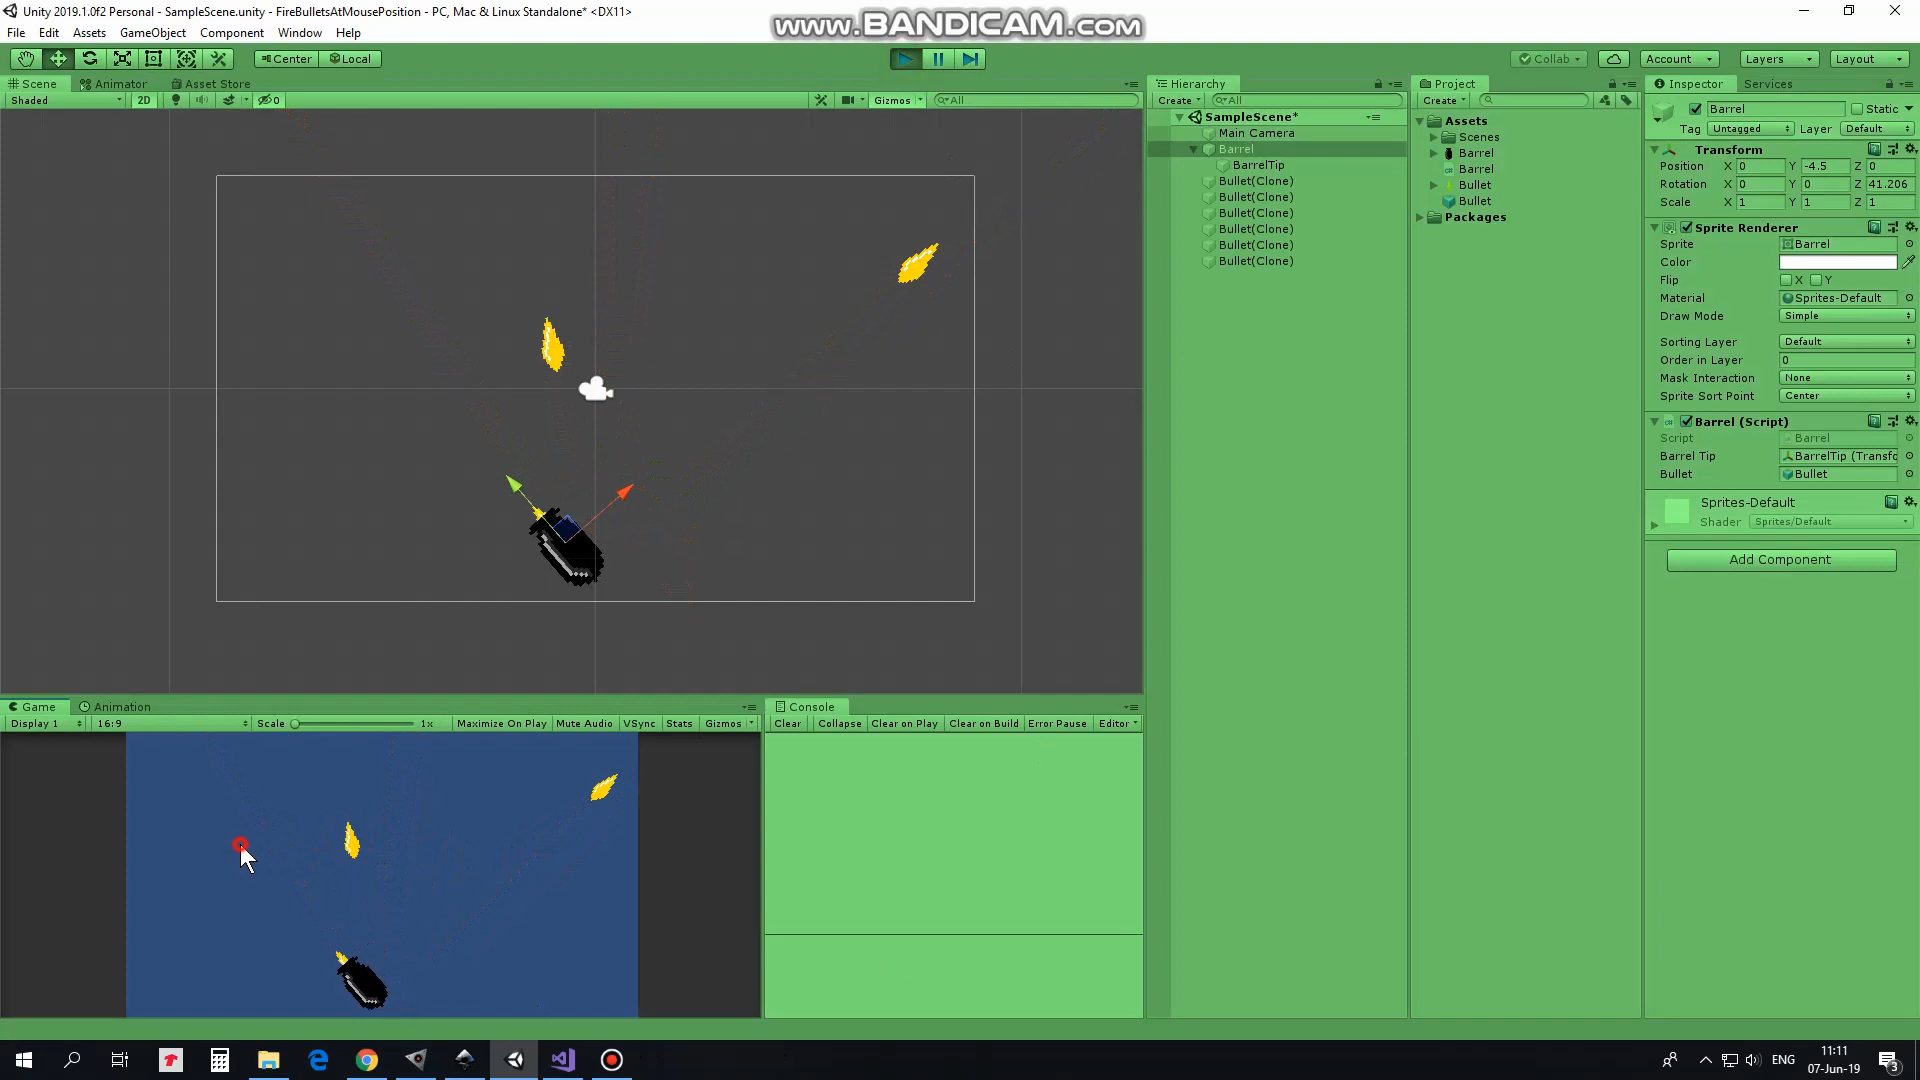 Unity 2019.1.0f2 Personal - SampleScene.unity - FireBulletsAtMousePosition - PC, Mac & Linux Standalone* <DX11>
www.BANDICAM.com
File Edit Assets GameObject Component Window Help
Center Local
Collab Account Layers Layout
Scene Animator Asset Store
Shaded 2D 0 Gizmos All
Hierarchy
Create All
SampleScene*
Main Camera
Barrel
BarrelTip
Bullet(Clone)
Bullet(Clone)
Bullet(Clone)
Bullet(Clone)
Bullet(Clone)
Bullet(Clone)
Project
Create
Assets
Scenes
Barrel
Barrel
Bullet
Bullet
Packages
Inspector Services
Barrel Static
Tag Untagged Layer Default
Transform
Position X 0 Y -4.5 Z 0
Rotation X 0 Y 0 Z 41.206
Scale X 1 Y 1 Z 1
Sprite Renderer
Sprite Barrel
Color
Flip X Y
Material Sprites-Default
Draw Mode Simple
Sorting Layer Default
Order in Layer 0
Mask Interaction None
Sprite Sort Point Center
Barrel (Script)
Script Barrel
Barrel Tip BarrelTip (Transfo
Bullet Bullet
Sprites-Default
Shader Sprites/Default
Add Component
Game Animation
Display 1 16:9 Scale 1x Maximize On Play Mute Audio VSync Stats Gizmos
Console
Clear Collapse Clear on Play Clear on Build Error Pause Editor
ENG
11:11
07-Jun-19
3